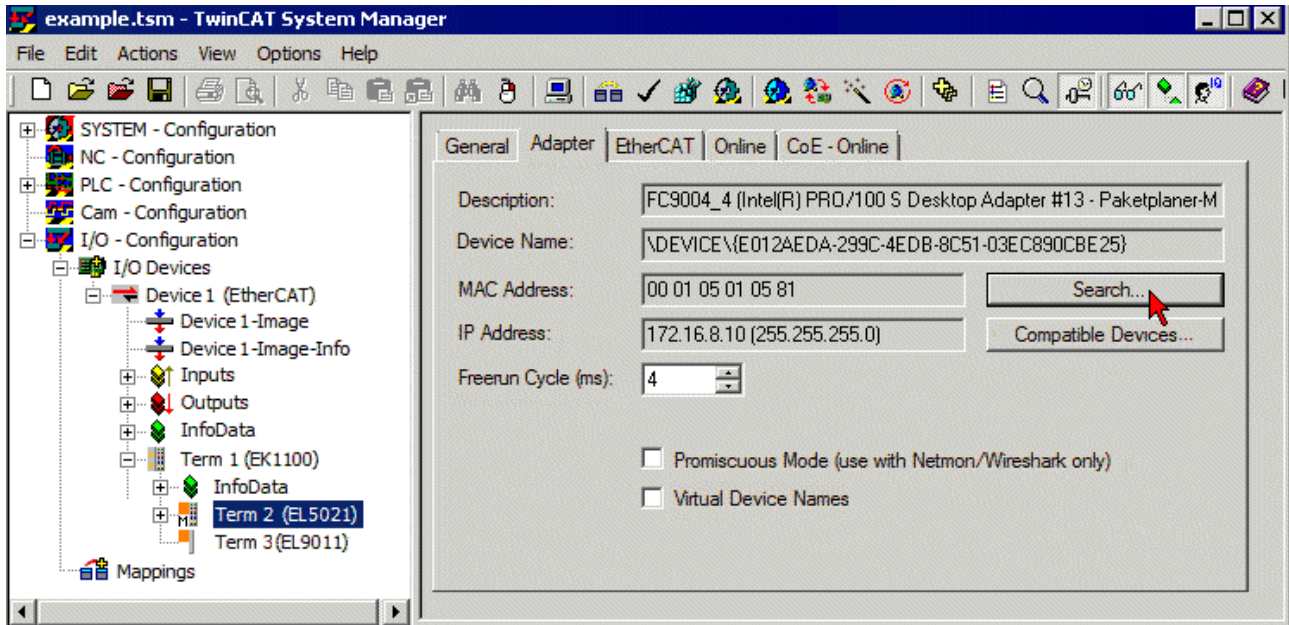 example.tsm - TwinCAT System Manager
File Edit Actions View Options Help
SYSTEM - Configuration
NC - Configuration
PLC - Configuration
Cam - Configuration
I/O - Configuration
I/O Devices
Device 1 (EtherCAT)
Device 1-Image
Device 1-Image-Info
Inputs
Outputs
InfoData
Term 1 (EK1100)
InfoData
Term 2 (EL5021)
Term 3 (EL9011)
Mappings
General Adapter EtherCAT Online CoE - Online
Description: FC9004_4 (Intel(R) PRO/100 S Desktop Adapter #13 - Paketplaner-M
Device Name: \DEVICE\{E012AEDA-299C-4EDB-8C51-03EC890CBE25}
MAC Address: 00 01 05 01 05 81 Search...
IP Address: 172.16.8.10 (255.255.255.0) Compatible Devices...
Freerun Cycle (ms): 4
Promiscuous Mode (use with Netmon/Wireshark only)
Virtual Device Names